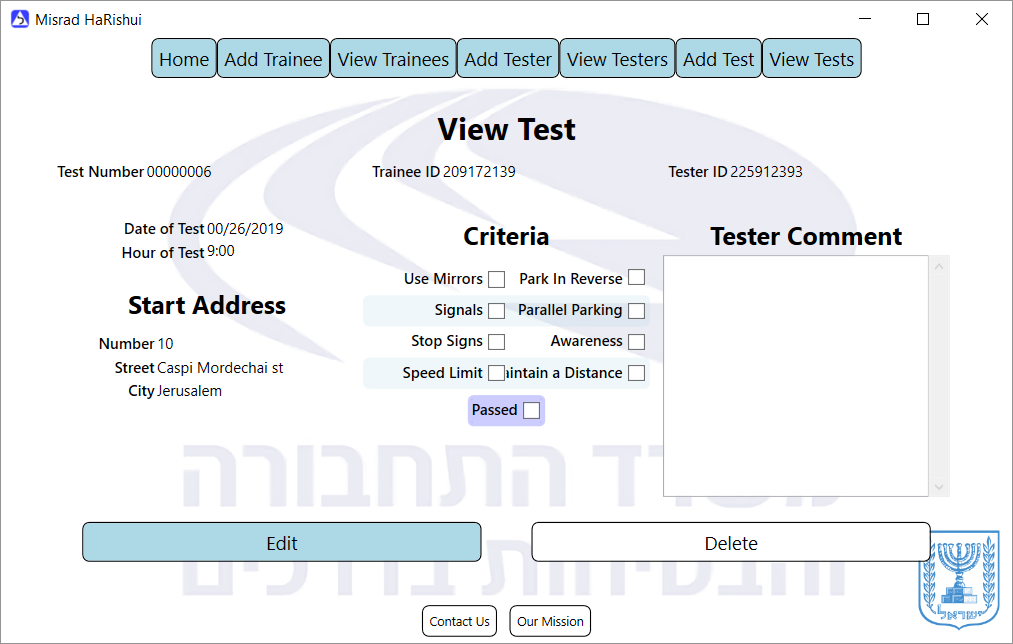 Misrad HaRishui
Home Add Trainee View Trainees Add Tester View Testers Add Test View Tests
View Test
Test Number 00000006 Trainee ID 209172139 Tester ID 225912393
Date of Test 00/26/2019
Hour of Test 9:00
Start Address
Number 10
Street Caspi Mordechai st
City Jerusalem
Criteria
Use Mirrors Park In Reverse
Signals Parallel Parking
Stop Signs Awareness
Speed Limit aintain a Distance
Passed
Tester Comment
משרד התחבורה
והבטיחות בדרכים
Edit Delete
ישראל
Contact Us Our Mission